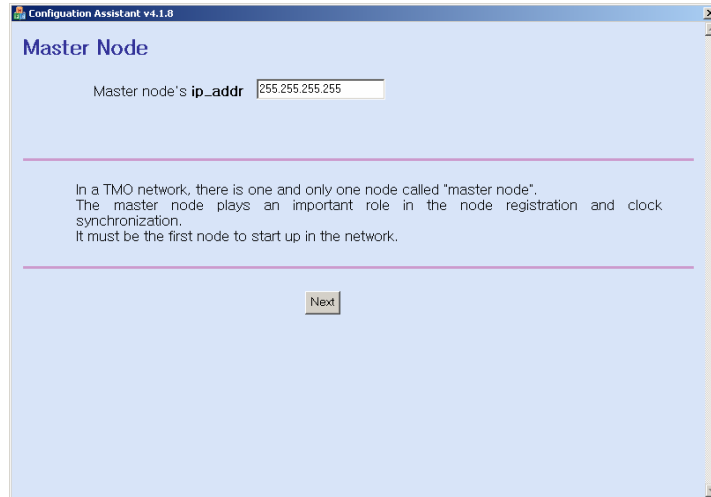 Configuation Assistant v4.1.8
Master Node
Master node's ip_addr 255.255.255.255
In a TMO network, there is one and only one node called "master node".
The master node plays an important role in the node registration and clock
synchronization.
It must be the first node to start up in the network.
Next